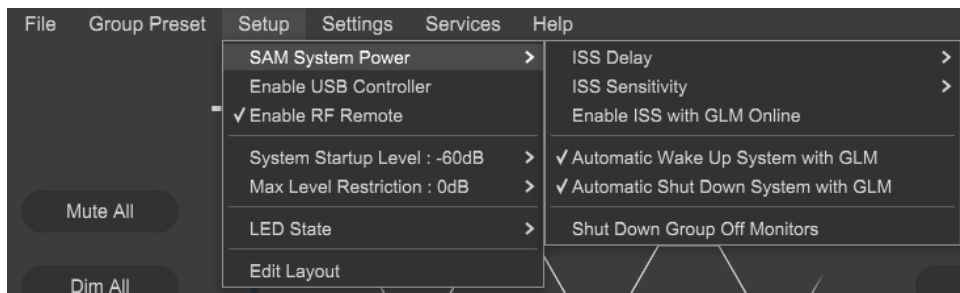 File Group Preset Setup Settings Services Help
SAM System Power
Enable USB Controller
✓ Enable RF Remote
System Startup Level : -60dB
Max Level Restriction : 0dB
LED State
Edit Layout
ISS Delay
ISS Sensitivity
Enable ISS with GLM Online
✓ Automatic Wake Up System with GLM
✓ Automatic Shut Down System with GLM
Shut Down Group Off Monitors
Mute All
Dim All